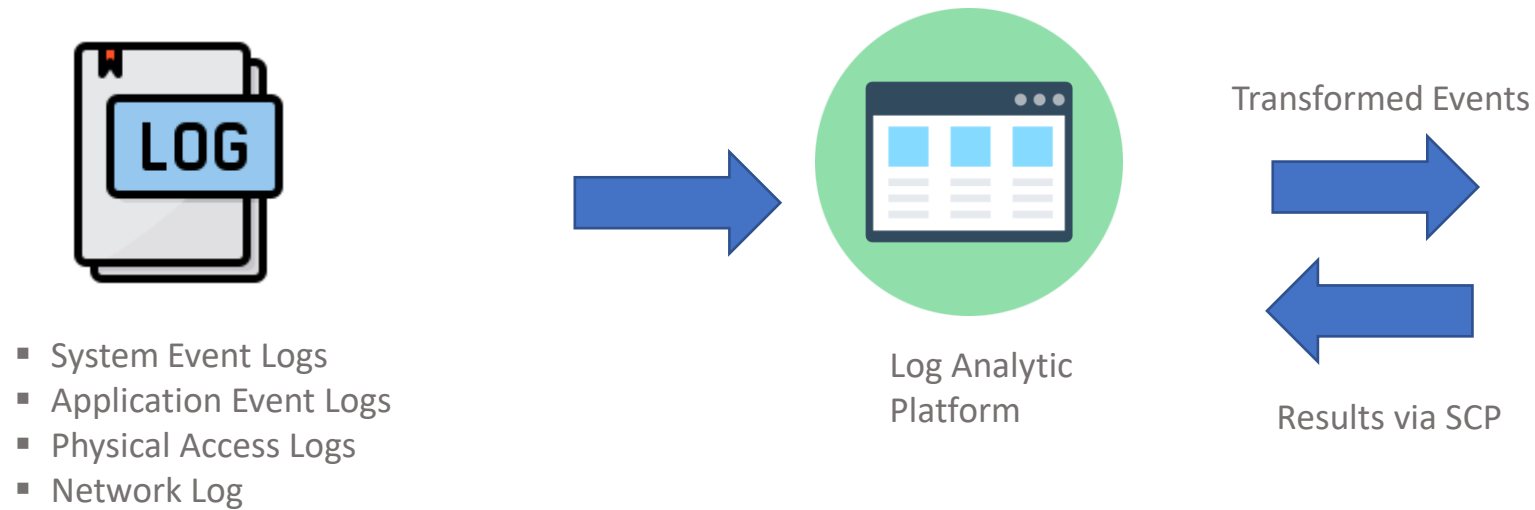 LOG
▪ System Event Logs
▪ Application Event Logs
▪ Physical Access Logs
▪ Network Log
Log Analytic
Platform
Transformed Events
Results via SCP